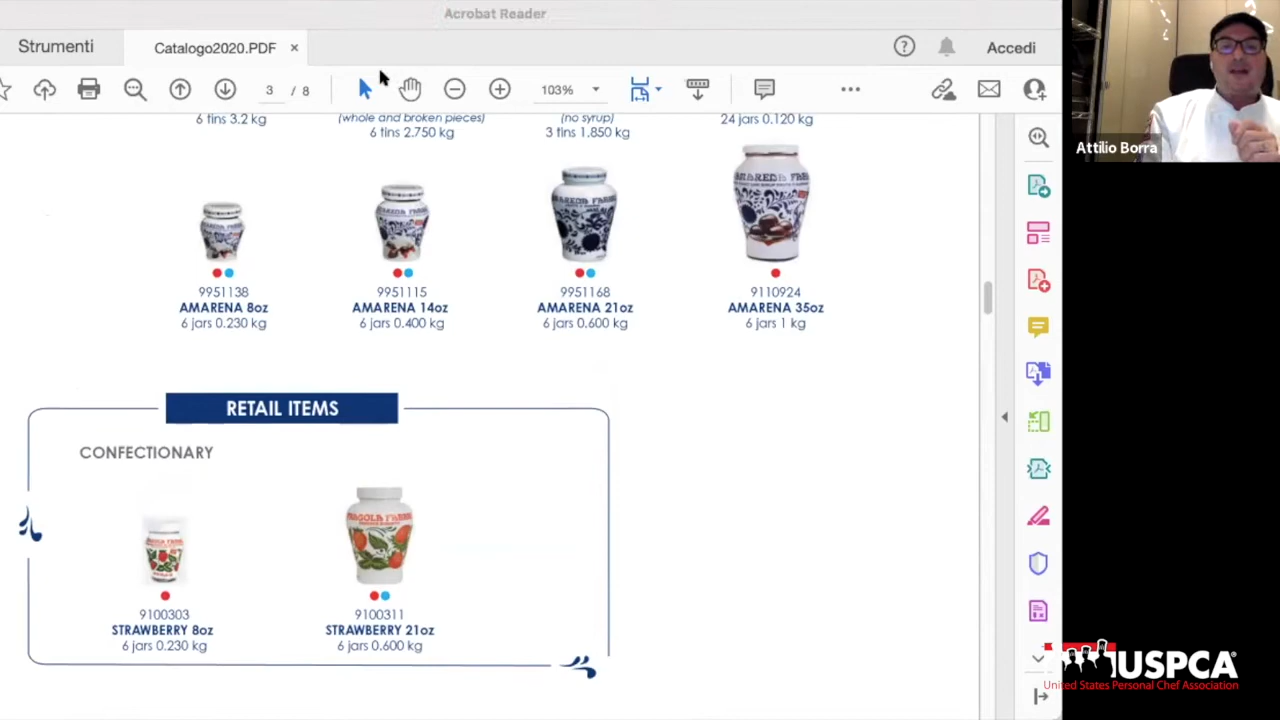 Acrobat Reader
Strumenti
Catalogo2020.PDF
Accedi
3 / 8
103%
6 tins 3.2 kg
(whole and broken pieces)
6 tins 2.750 kg
(no syrup)
3 tins 1.850 kg
24 jars 0.120 kg
9951138
AMARENA 8oz
6 jars 0.230 kg
9951115
AMARENA 14oz
6 jars 0.400 kg
9951168
AMARENA 21oz
6 jars 0.600 kg
9110924
AMARENA 35oz
6 jars 1 kg
RETAIL ITEMS
CONFECTIONARY
9100303
STRAWBERRY 8oz
6 jars 0.230 kg
9100311
STRAWBERRY 21oz
6 jars 0.600 kg
Attilio Borra
USPCA®
United States Personal Chef Association